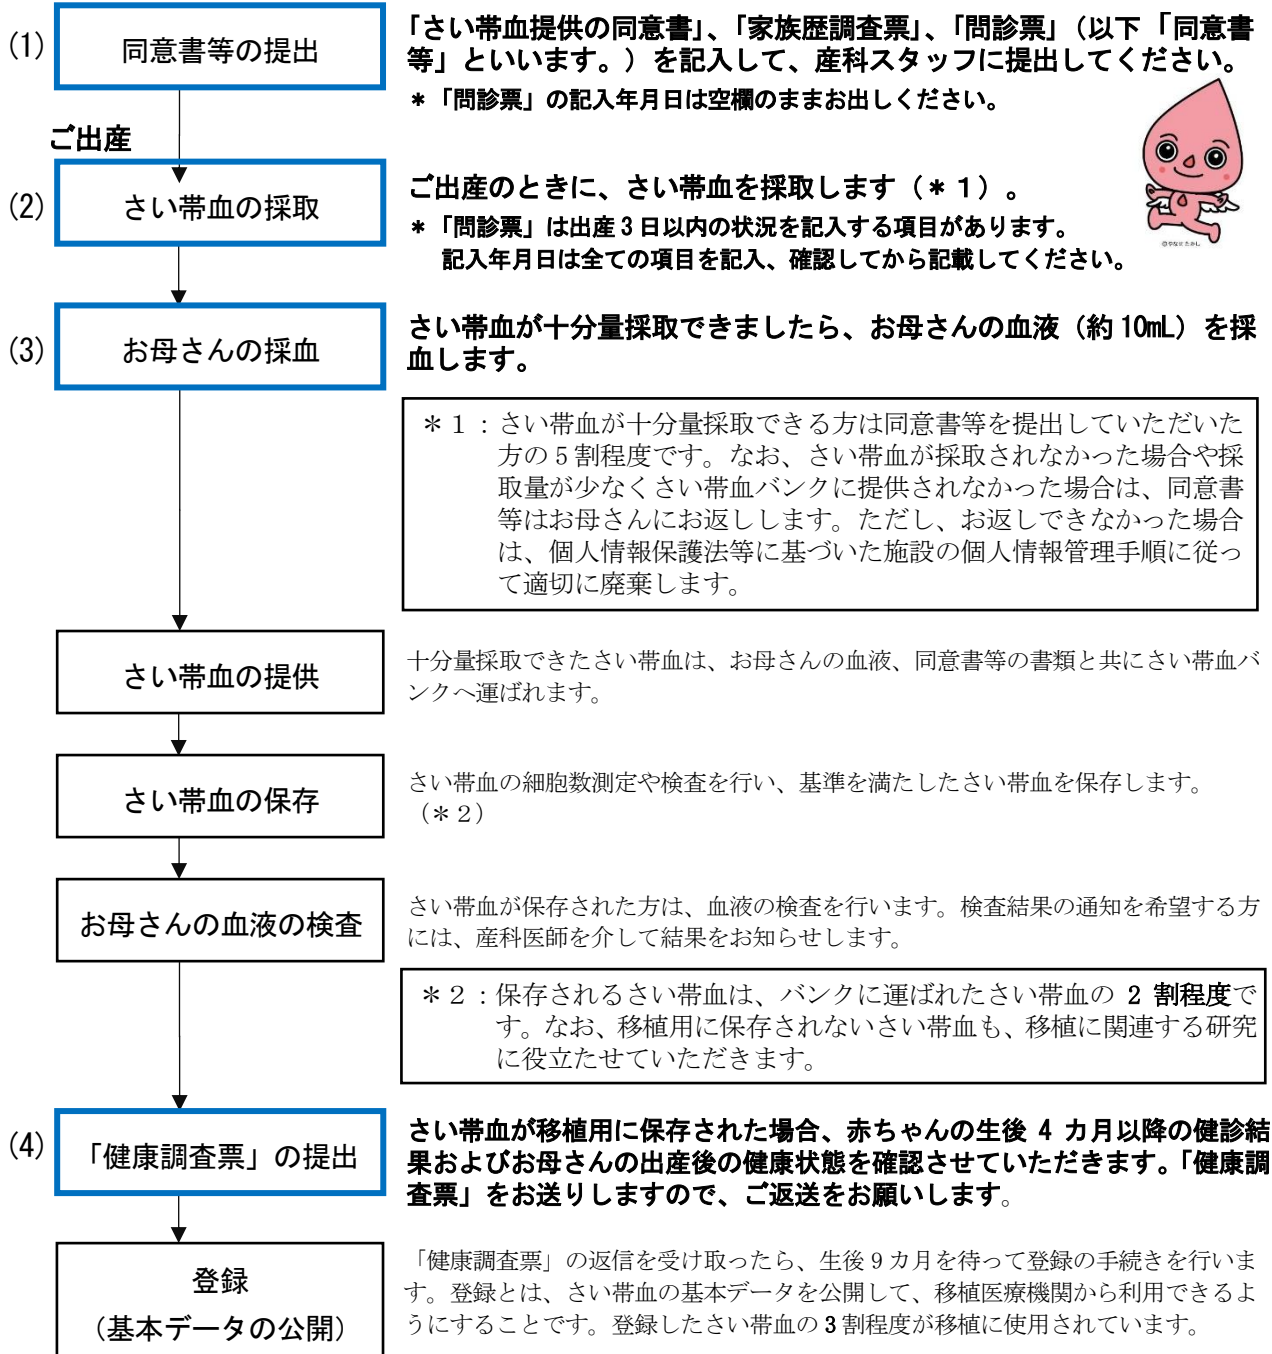 (1)
同意書等の提出
「さい帯血提供の同意書」、「家族歴調査票」、「問診票」（以下「同意書
等」といいます。）を記入して、産科スタッフに提出してください。
＊「問診票」の記入年月日は空欄のままお出しください。
ご出産
(2)
さい帯血の採取
ご出産のときに、さい帯血を採取します（＊１）。
＊「問診票」は出産３日以内の状況を記入する項目があります。
記入年月日は全ての項目を記入、確認してから記載してください。
©やなせたかし
(3)
お母さんの採血
さい帯血が十分量採取できましたら、お母さんの血液（約10mL）を採
血します。
＊１：さい帯血が十分量採取できる方は同意書等を提出していただいた
方の５割程度です。なお、さい帯血が採取されなかった場合や採
取量が少なくさい帯血バンクに提供されなかった場合は、同意書
等はお母さんにお返しします。ただし、お返しできなかった場合
は、個人情報保護法等に基づいた施設の個人情報管理手順に従っ
て適切に廃棄します。
さい帯血の提供
十分量採取できたさい帯血は、お母さんの血液、同意書等の書類と共にさい帯血バ
ンクへ運ばれます。
さい帯血の保存
さい帯血の細胞数測定や検査を行い、基準を満たしたさい帯血を保存します。
（＊２）
お母さんの血液の検査
さい帯血が保存された方は、血液の検査を行います。検査結果の通知を希望する方
には、産科医師を介して結果をお知らせします。
＊２：保存されるさい帯血は、バンクに運ばれたさい帯血の 2 割程度で
す。なお、移植用に保存されないさい帯血も、移植に関連する研究
に役立たせていただきます。
(4)
「健康調査票」の提出
さい帯血が移植用に保存された場合、赤ちゃんの生後 4 カ月以降の健診結
果およびお母さんの出産後の健康状態を確認させていただきます。「健康調
査票」をお送りしますので、ご返送をお願いします。
登録
（基本データの公開）
「健康調査票」の返信を受け取ったら、生後９カ月を待って登録の手続きを行いま
す。登録とは、さい帯血の基本データを公開して、移植医療機関から利用できるよ
うにすることです。登録したさい帯血の 3 割程度が移植に使用されています。